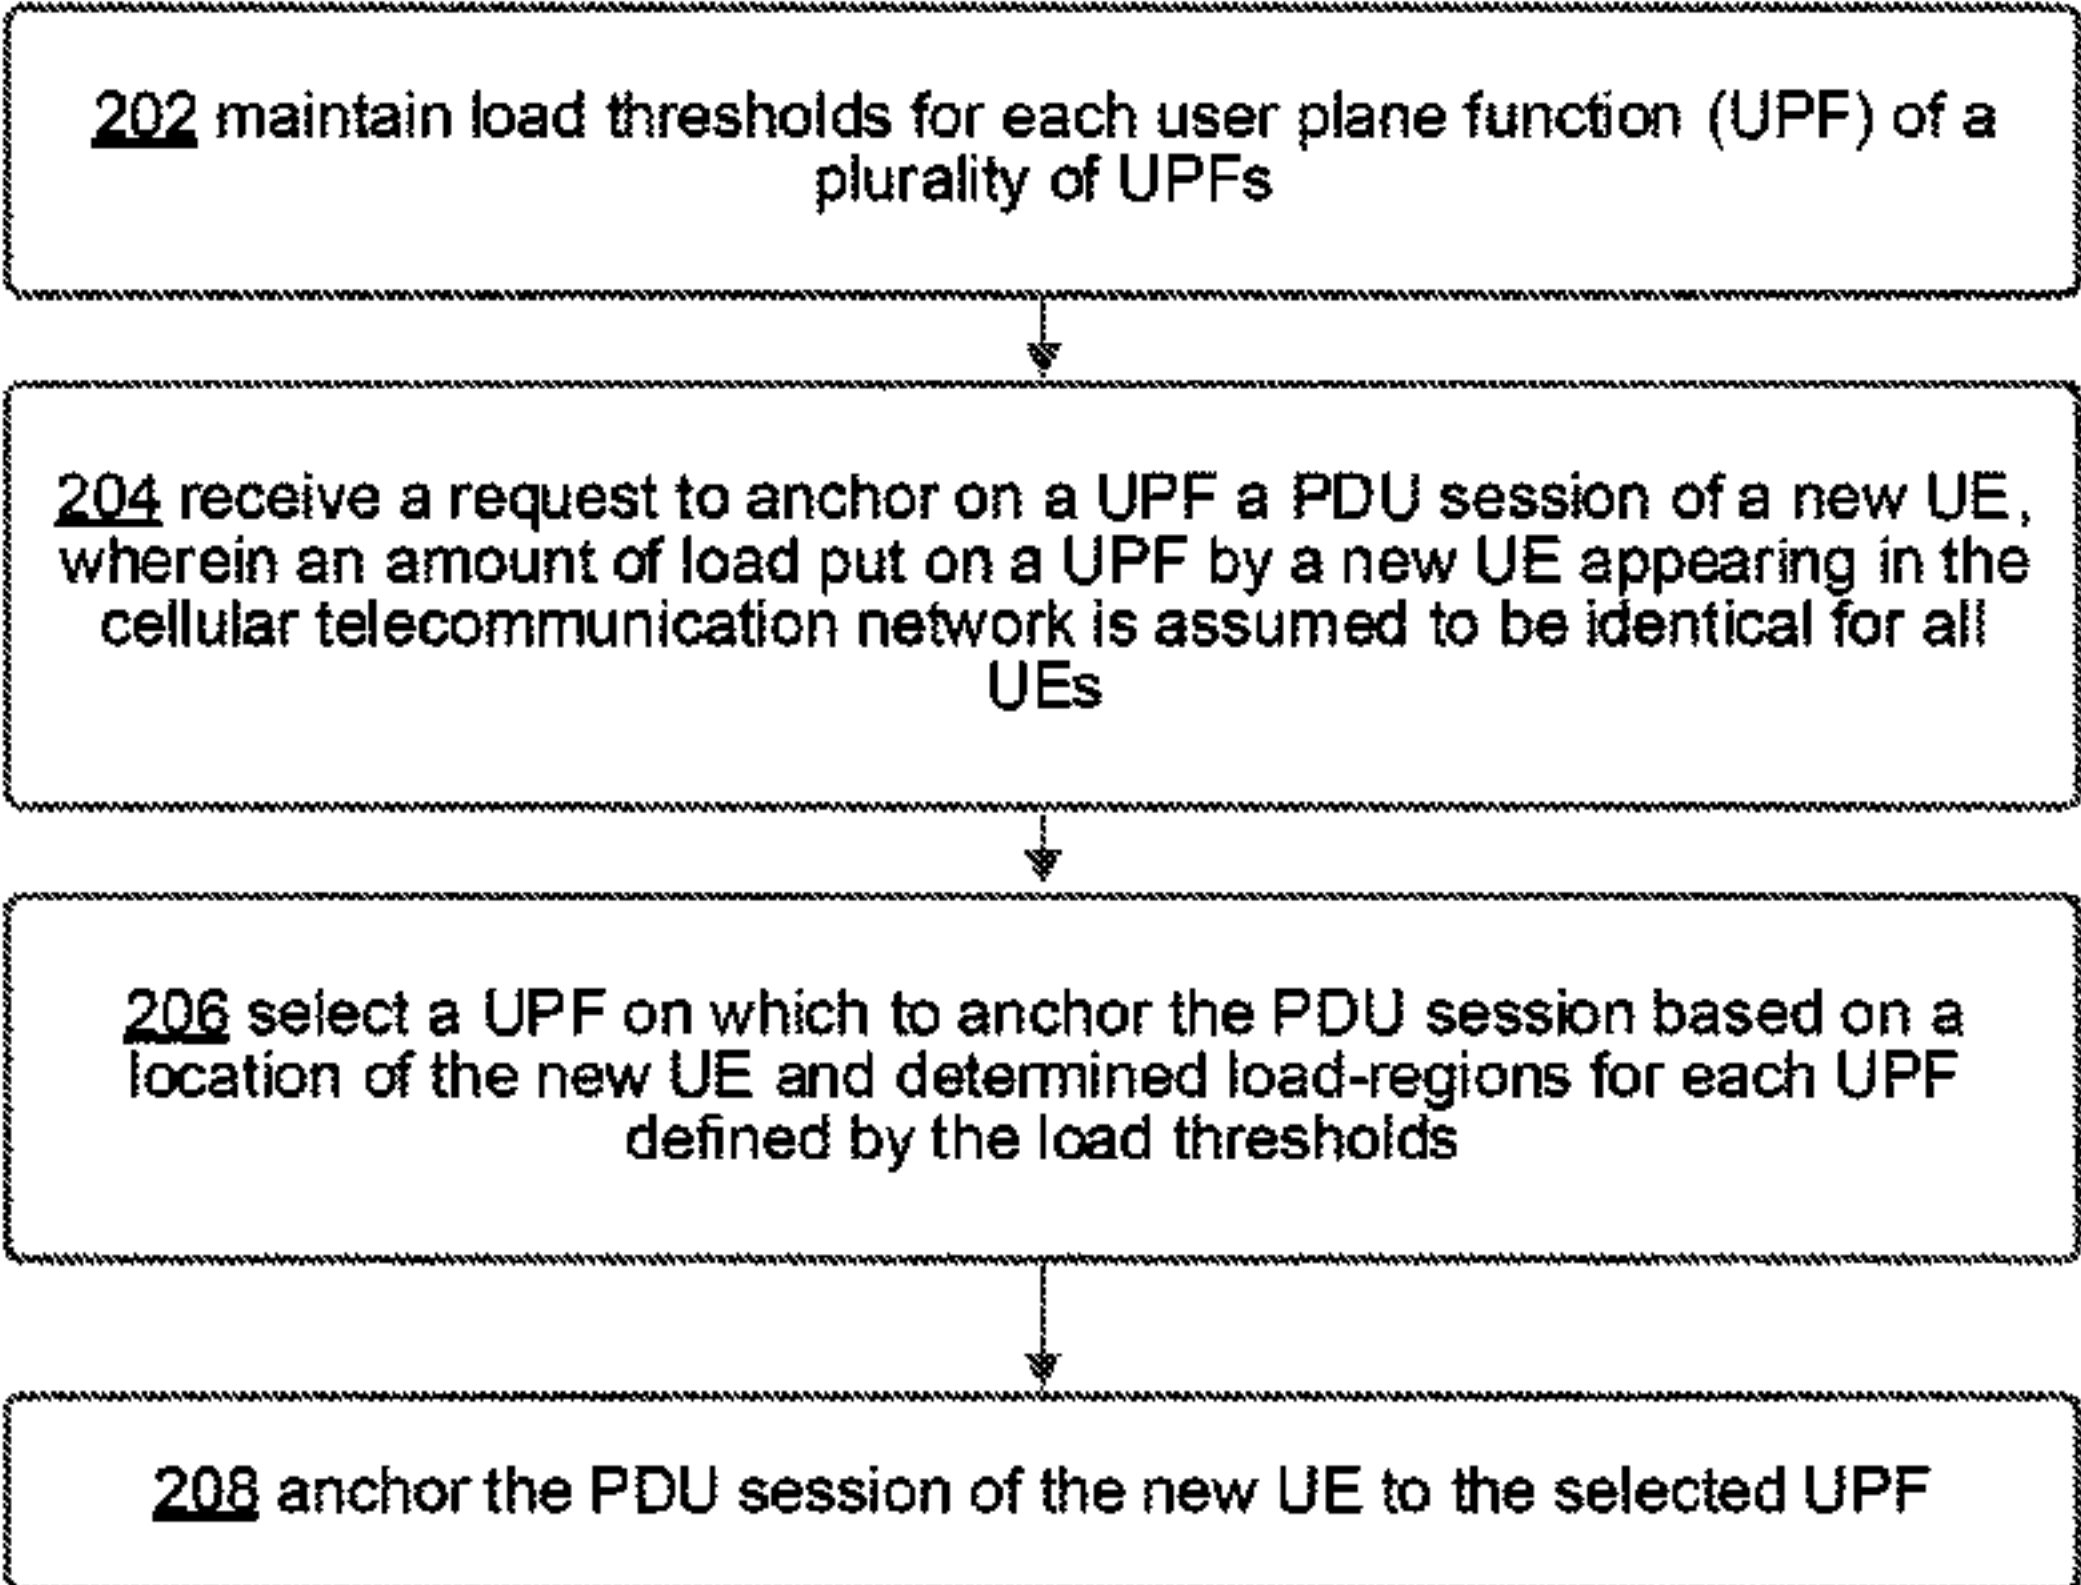 202 maintain load thresholds for each user plane function (UPF) of a
plurality of UPFs
204 receive a request to anchor on a UPF a PDU session of a new UE,
wherein an amount of load put on a UPF by a new UE appearing in the
cellular telecommunication network is assumed to be identical for all
UEs
206 select a UPF on which to anchor the PDU session based on a
location of the new UE and determined load-regions for each UPF
defined by the load thresholds
208 anchor the PDU session of the new UE to the selected UPF